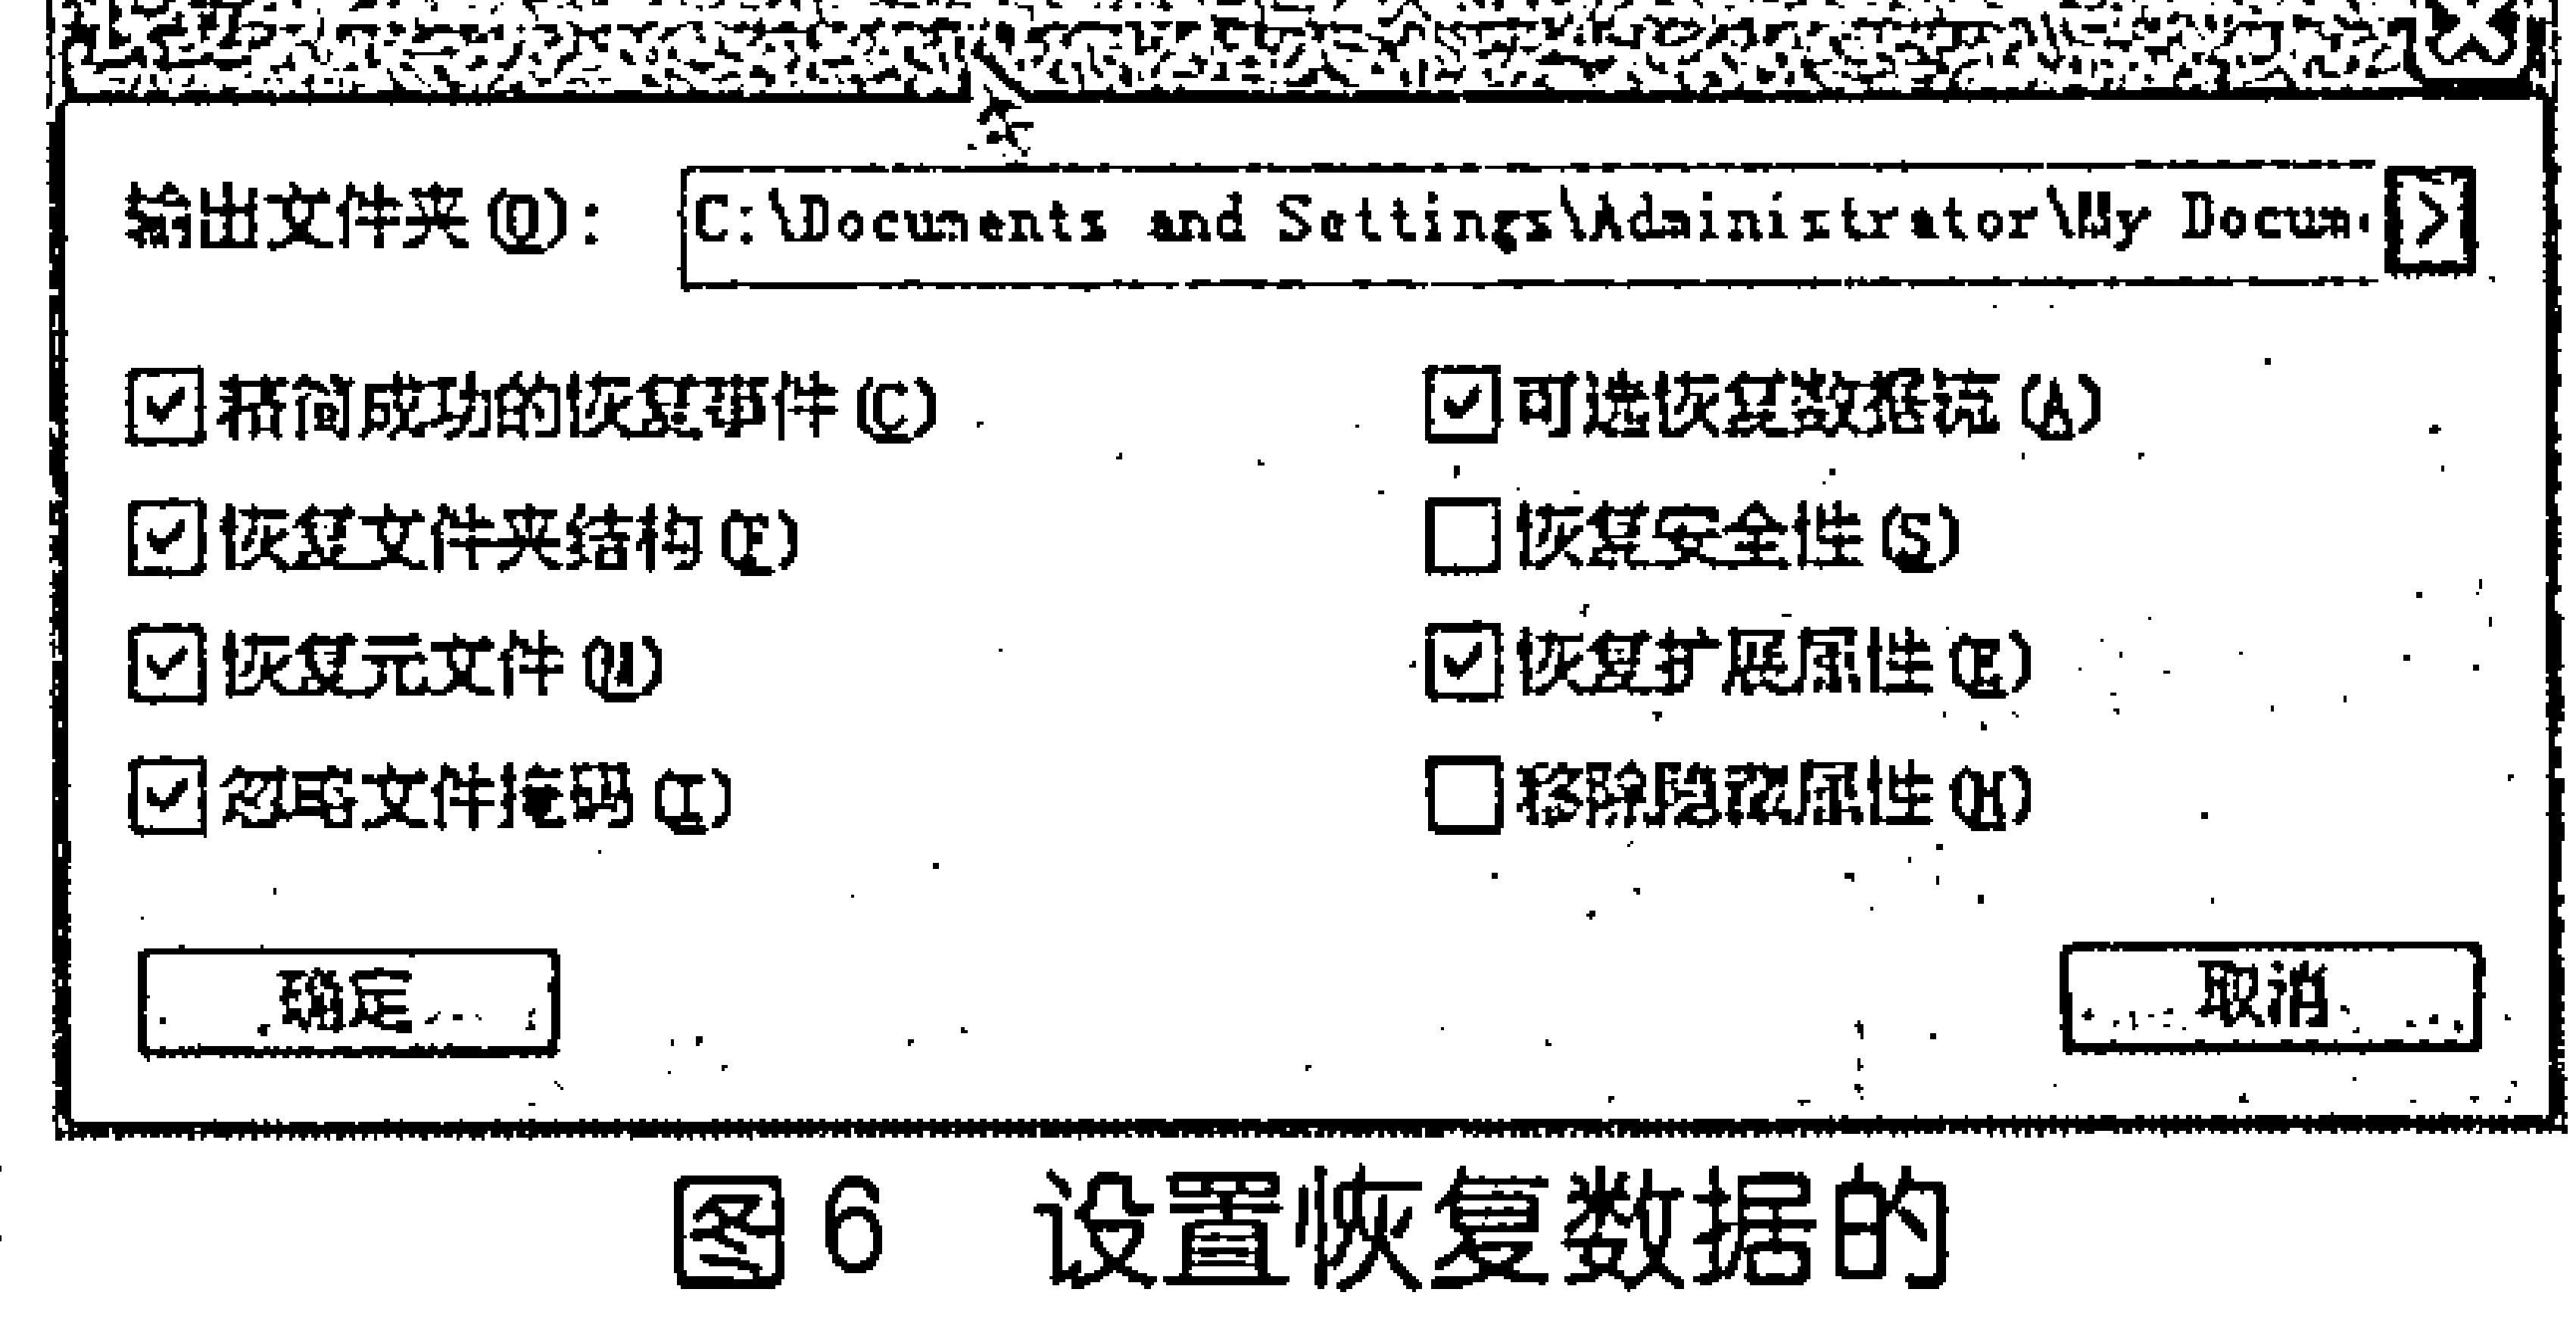 输出文件夹(O): C:\Documents and Settings\Administrator\My Docum
精简成功的恢复事件(C) 可选恢复数据流(A)
恢复文件夹结构(F) 恢复安全性(S)
恢复元文件(M) 恢复扩展属性(E)
忽略文件掩码(I) 移除隐藏属性(H)
确定 取消
图6 设置恢复数据的